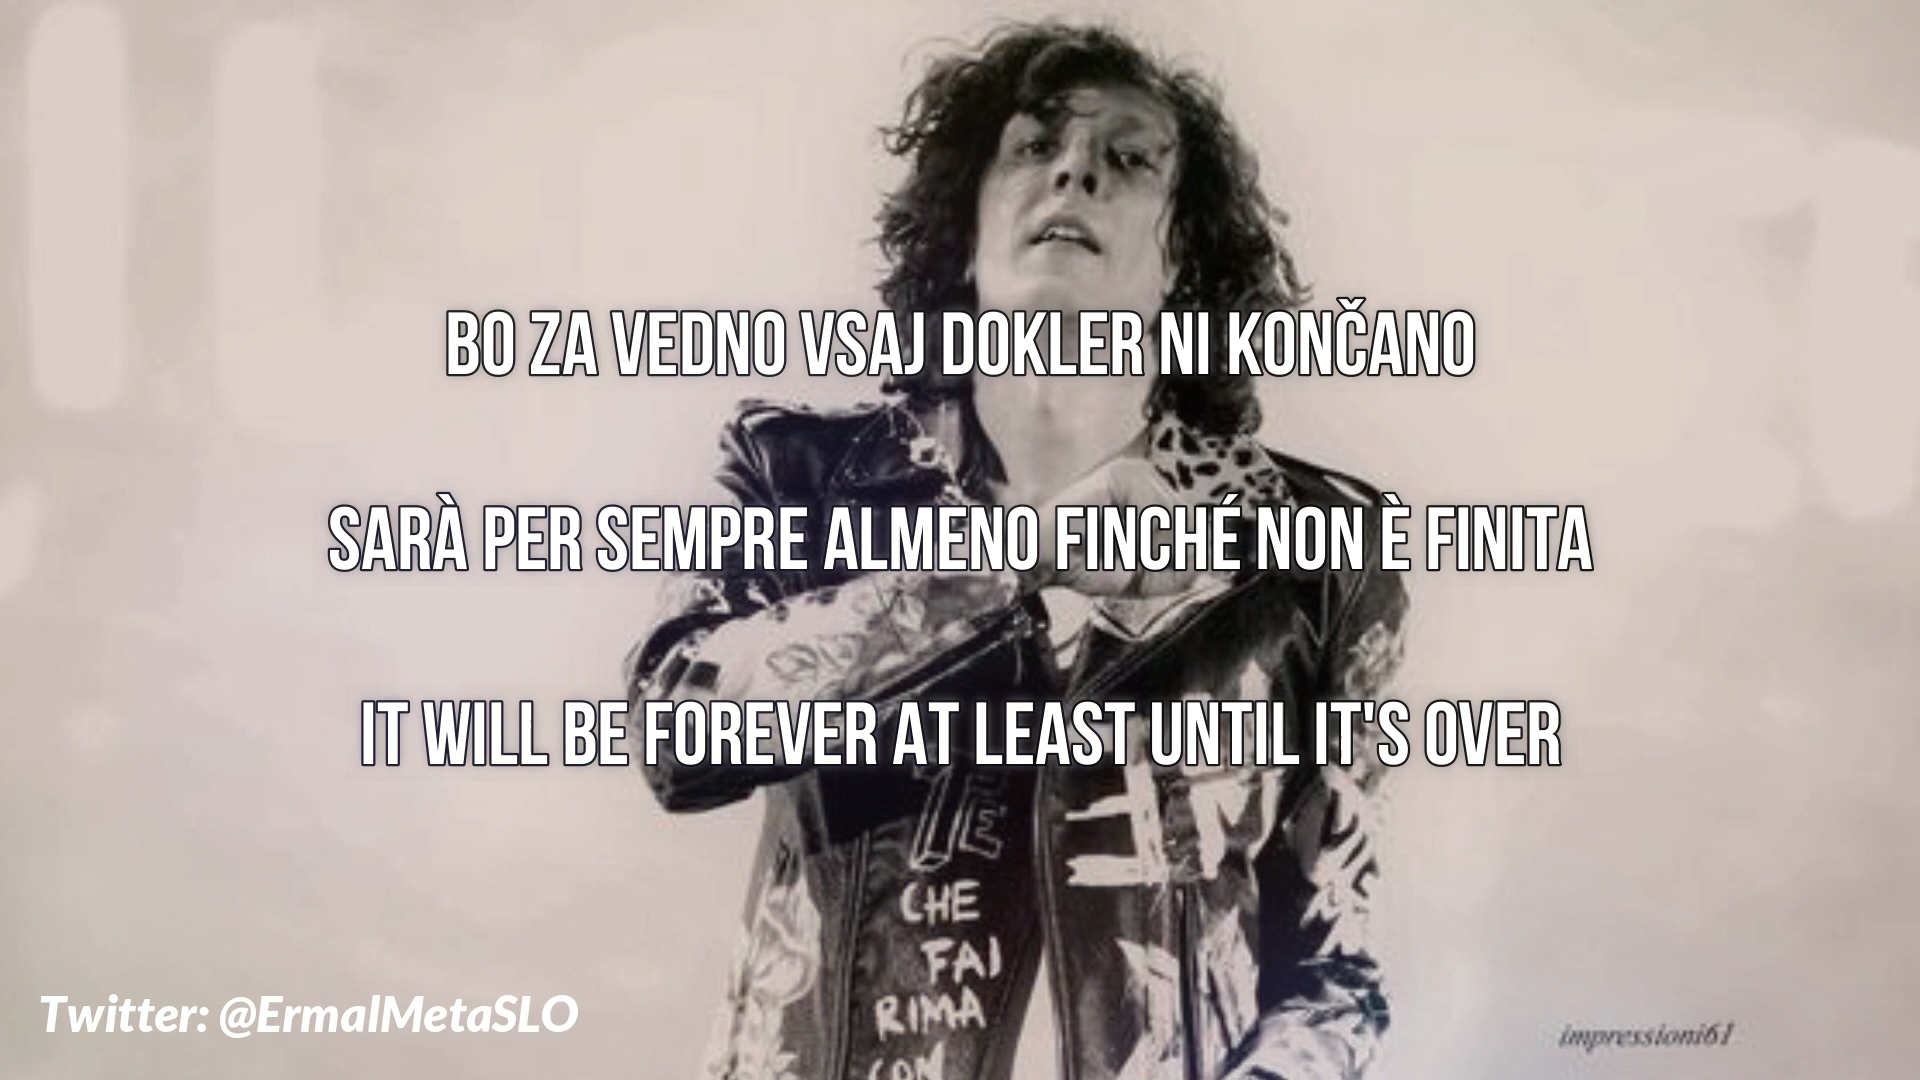 BO ZA VEDNO VSAJ DOKLER NI KONČANO
SARÀ PER SEMPRE ALMENO FINCHÉ NON È FINITA
IT WILL BE FOREVER AT LEAST UNTIL IT'S OVER
TE
CHE
FAI
RIMA
CON
Twitter: @ErmalMetaSLO
impressioni61